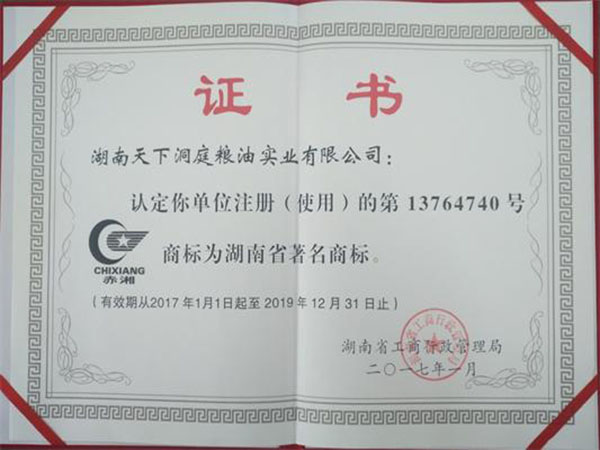 证书
湖南天下洞庭粮油实业有限公司：
认定你单位注册（使用）的第 13764740 号
CHIXIANG
赤湘
商标为湖南省著名商标。
（有效期从2017年1月1日起至2019年12月31日止）
湖南省工商行政管理局
二〇一七年一月